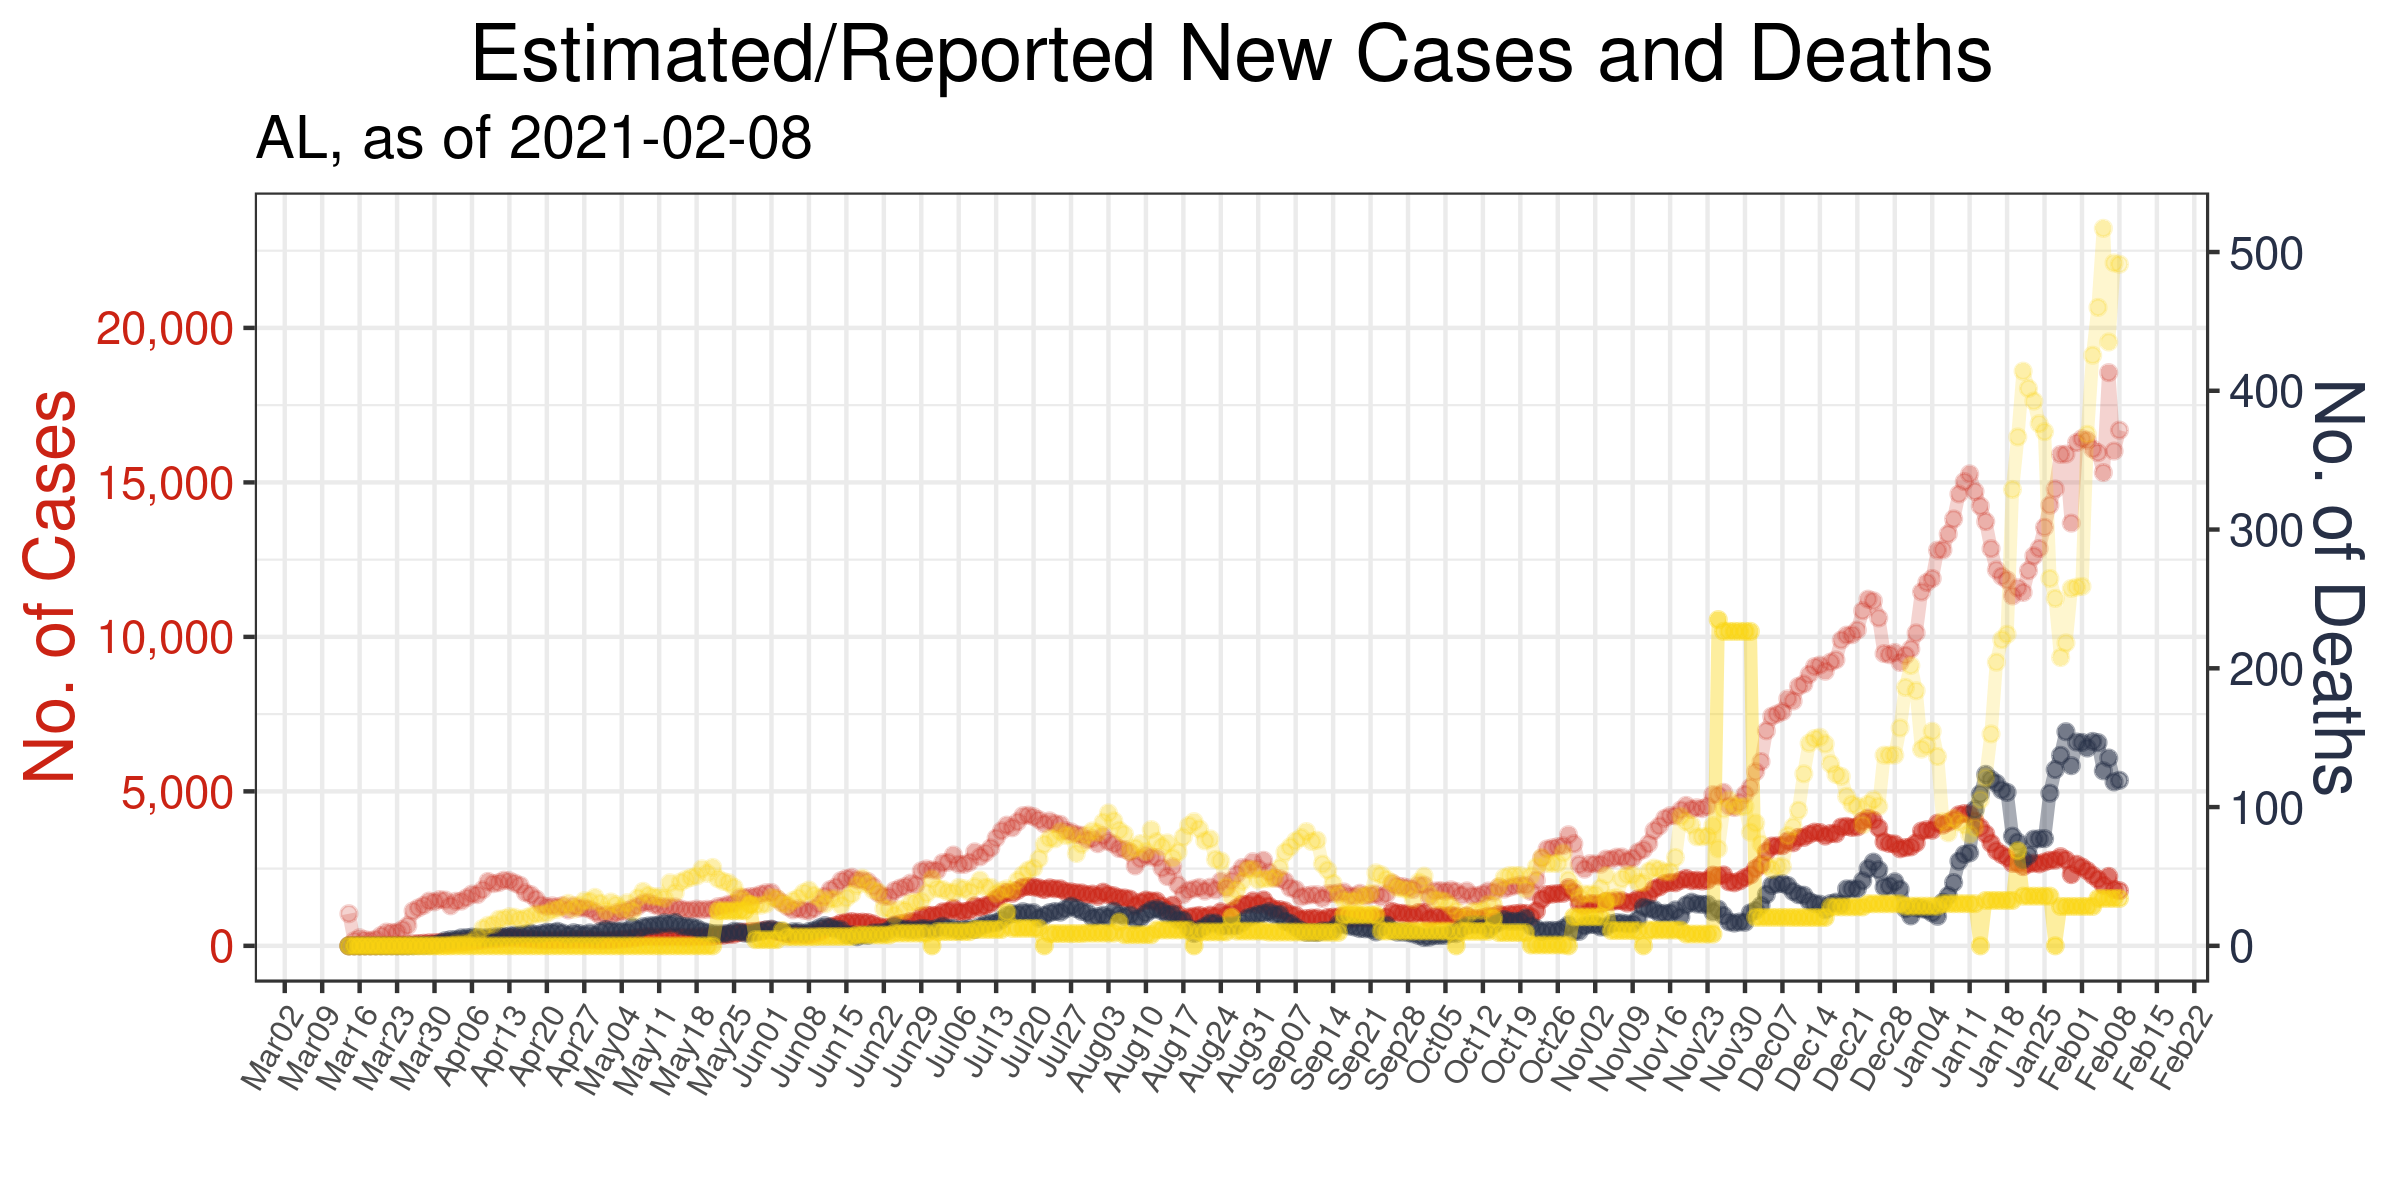 Estimated/Reported New Cases and Deaths
AL, as of 2021-02-08
No. of Cases
20,000
15,000
10,000
5,000
0
500
400
300
200
100
0
No. of Deaths
Mar02
Mar09
Mar16
Mar23
Mar30
Apr06
Apr13
Apr20
Apr27
May04
May11
May18
May25
Jun01
Jun08
Jun15
Jun22
Jun29
Jul06
Jul13
Jul20
Jul27
Aug03
Aug10
Aug17
Aug24
Aug31
Sep07
Sep14
Sep21
Sep28
Oct05
Oct12
Oct19
Oct26
Nov02
Nov09
Nov16
Nov23
Nov30
Dec07
Dec14
Dec21
Dec28
Jan04
Jan11
Jan18
Jan25
Feb01
Feb08
Feb15
Feb22